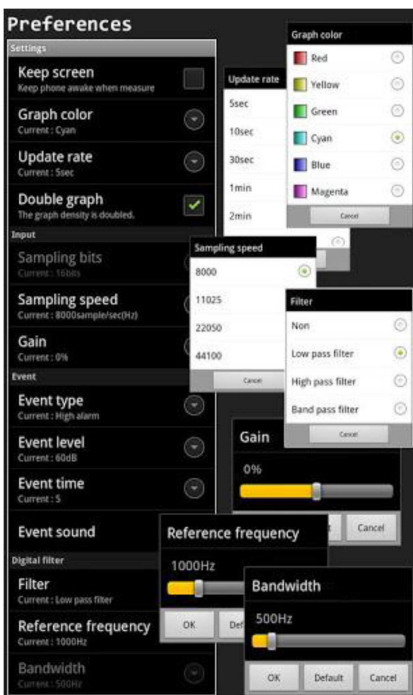 Preferences
Settings
Keep screen
Keep phone awake when measure
Graph color
Current : Cyan
Update rate
Current : 5sec
Double graph
The graph density is doubled.
Input
Sampling bits
Current : 16bits
Sampling speed
Current : 8000sample/sec(Hz)
Gain
Current : 0%
Event
Event type
Current : High alarm
Event level
Current : 60dB
Event time
Current : 5
Event sound
Digital filter
Filter
Current : Low pass filter
Reference frequency
Current : 1000Hz
Bandwidth
Current : 500Hz
Update rate
5sec
10sec
30sec
1min
2min
Graph color
Red
Yellow
Green
Cyan
Blue
Magenta
Cancel
Sampling speed
8000
11025
22050
44100
Cancel
Filter
Non
Low pass filter
High pass filter
Band pass filter
Cancel
Gain
0%
Cancel
Reference frequency
1000Hz
OK
Bandwidth
500Hz
OK
Default
Cancel